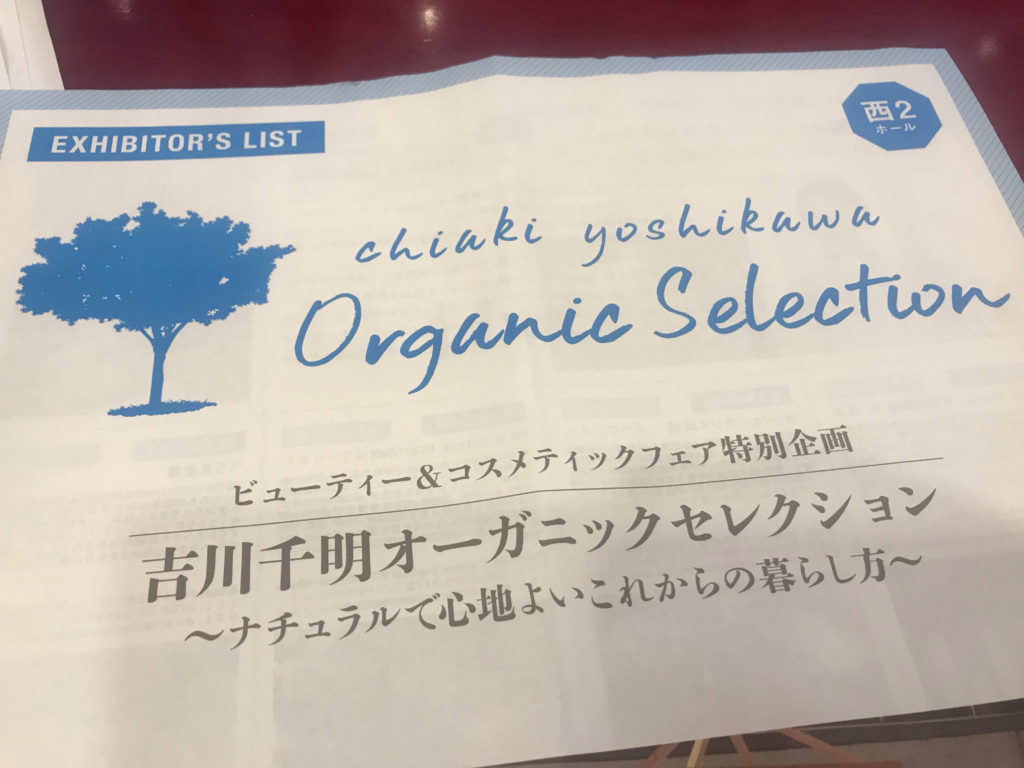 EXHIBITOR'S LIST
西2
ホール
chiaki yoshikawa
Organic Selection
ビューティー&コスメティックフェア特別企画
吉川千明オーガニックセレクション
～ナチュラルで心地よいこれからの暮らし方～